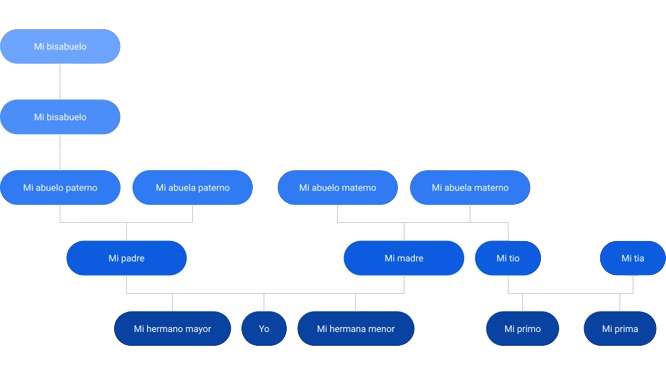 Mi bisabuelo
Mi bisabuelo
Mi abuelo paterno
Mi abuela paterno
Mi abuelo materno
Mi abuela materno
Mi padre
Mi madre
Mi tio
Mi tia
Mi hermano mayor
Yo
Mi hermana menor
Mi primo
Mi prima